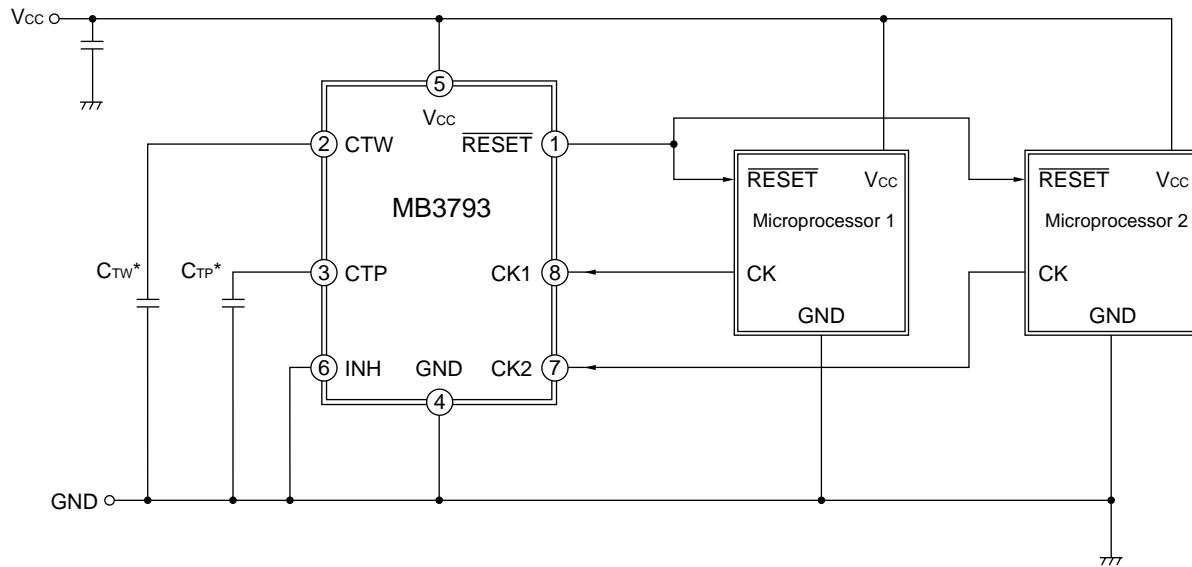 Vcc
5
Vcc
2 CTW
RESET 1
MB3793
RESET Vcc
Microprocessor 1
RESET Vcc
Microprocessor 2
CTW*
CTP*
3 CTP
CK1 8
CK
CK
GND
GND
6 INH
GND
CK2 7
4
GND